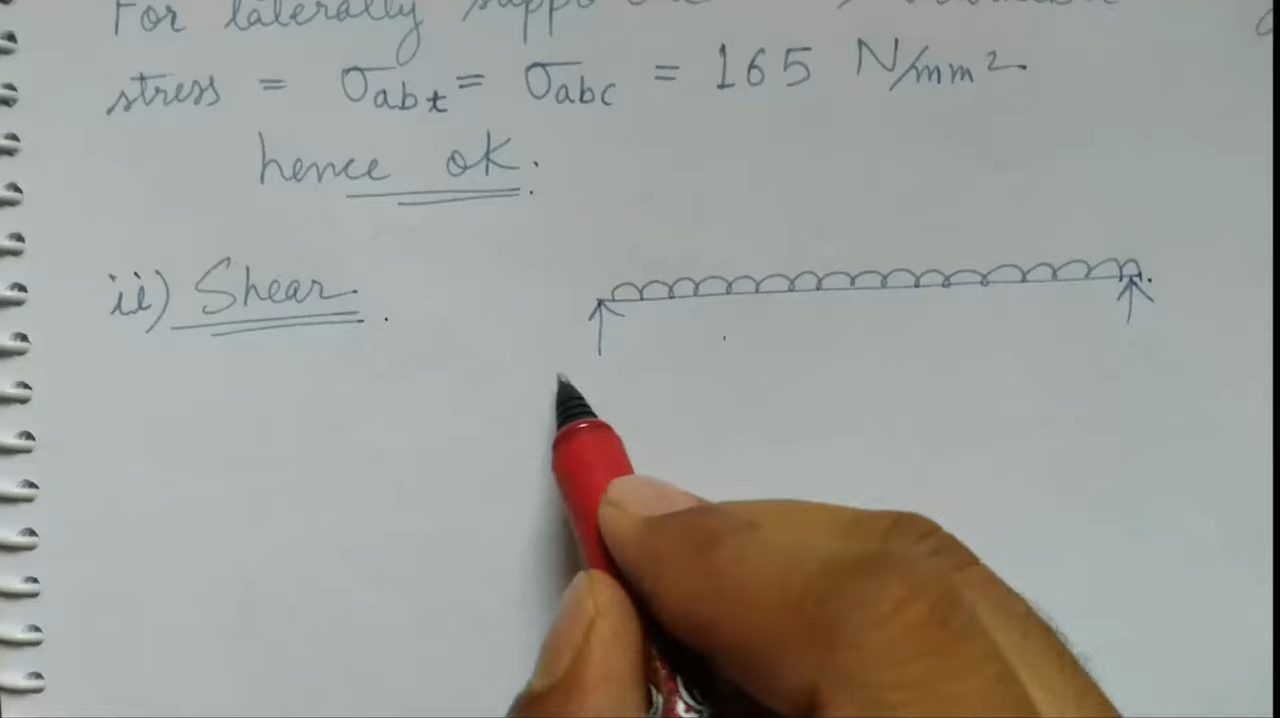 For laterally
stress = σabt = σabc = 165 N/mm²
hence ok.
ii) Shear.